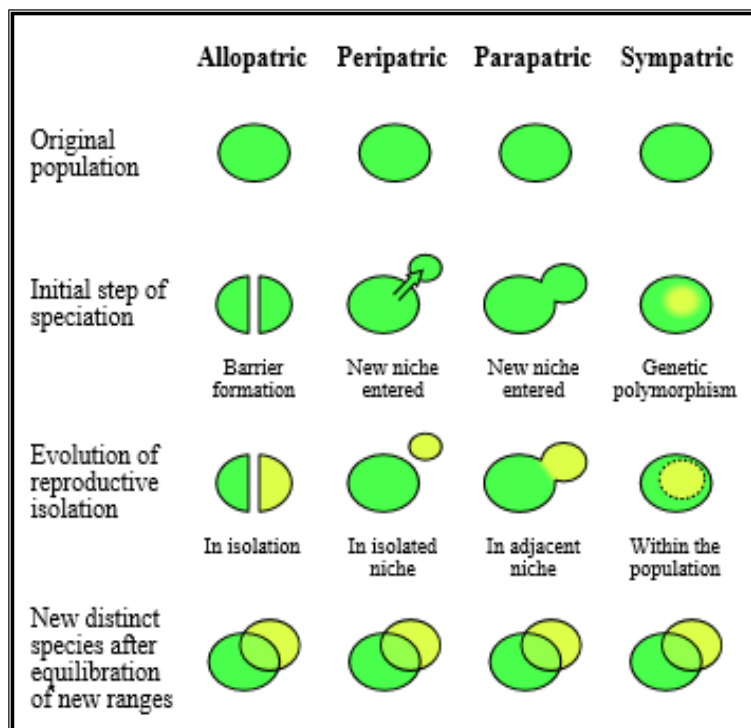 Allopatric Peripatric Parapatric Sympatric
Original
population
Initial step of
speciation
Barrier
formation
New niche
entered
New niche
entered
Genetic
polymorphism
Evolution of
reproductive
isolation
In isolation
In isolated
niche
In adjacent
niche
Within the
population
New distinct
species after
equilibration
of new ranges